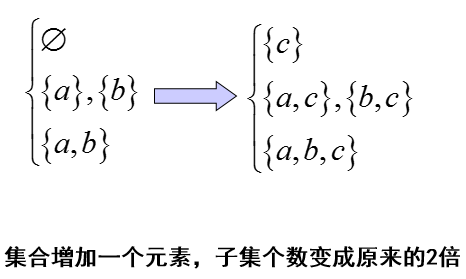 ∅ {c}
{a},{b} {a,c},{b,c}
{a,b} {a,b,c}
集合增加一个元素，子集个数变成原来的2倍